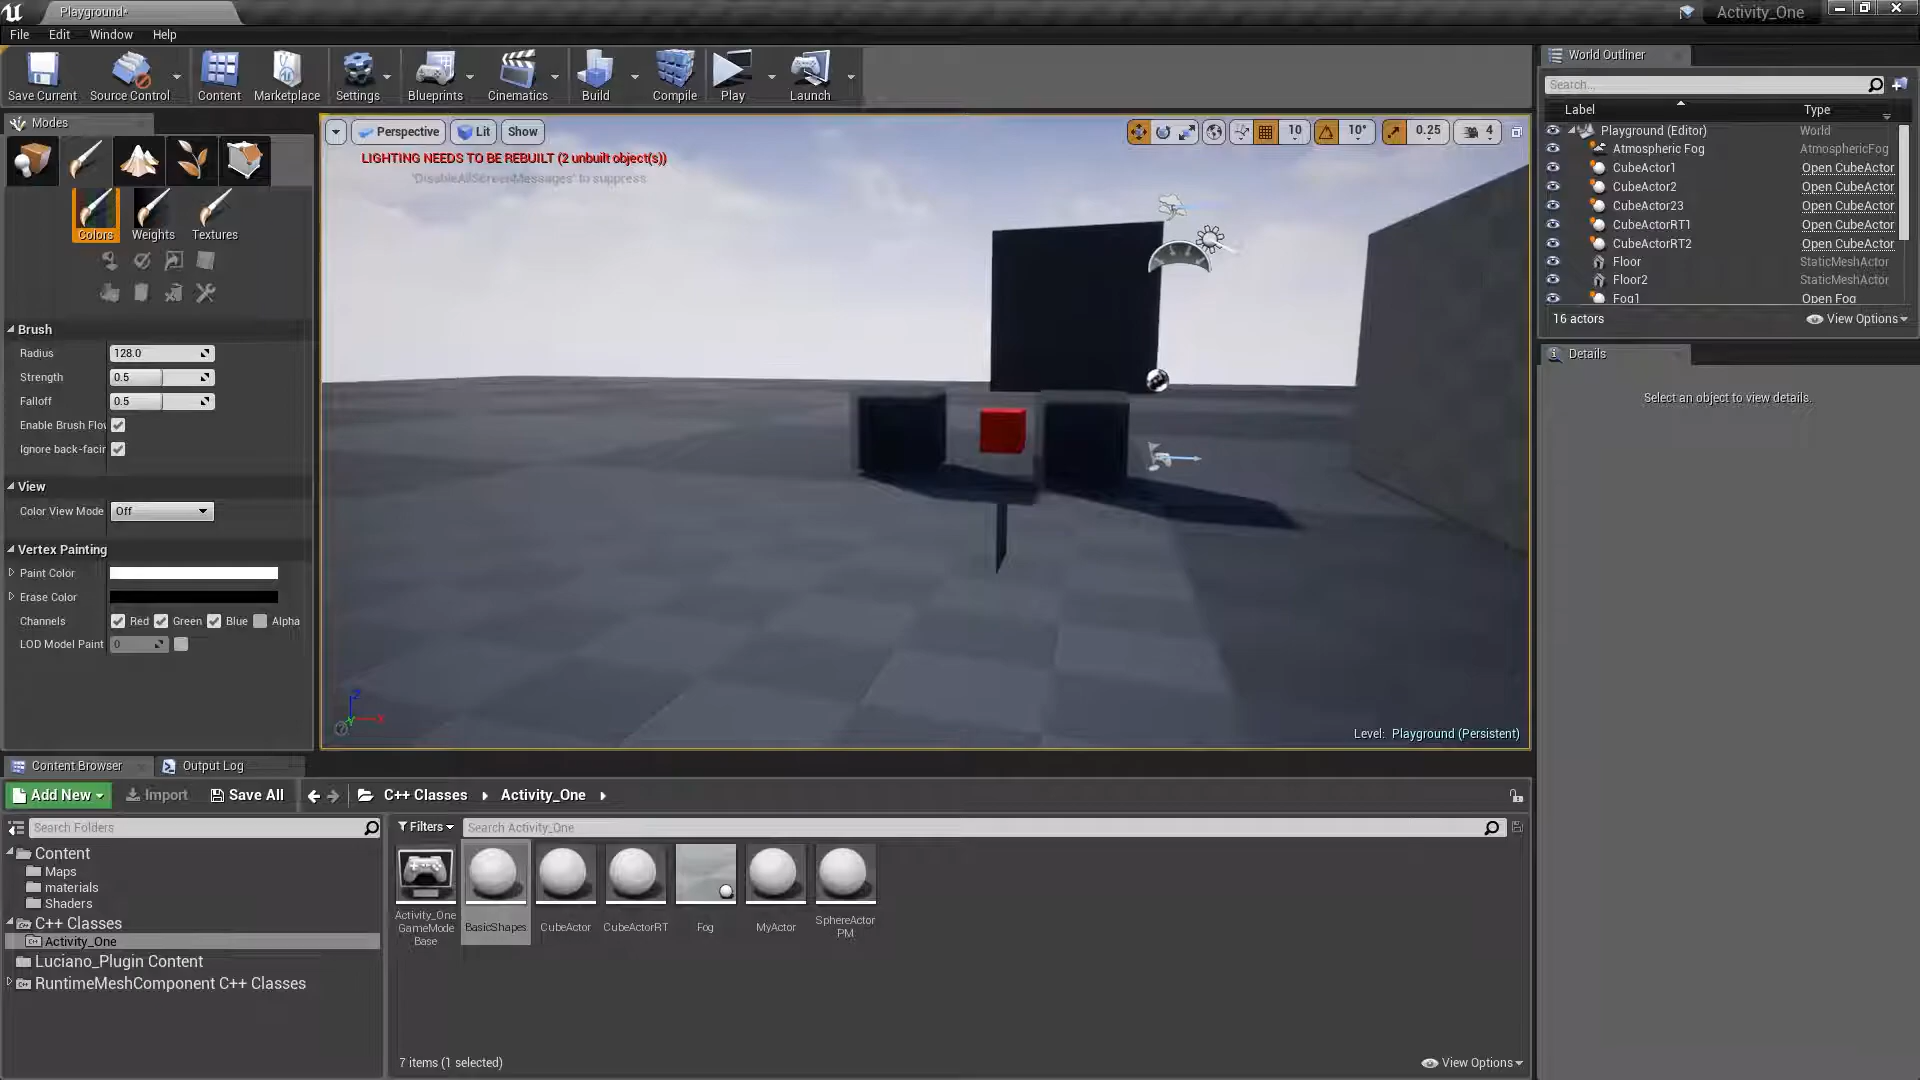 Playground*
Activity_One
File Edit Window Help
Save Current
Source Control
Content
Marketplace
Settings
Blueprints
Cinematics
Build
Compile
Play
Launch
Modes
Colors
Weights
Textures
Brush
Radius 128.0
Strength 0.5
Falloff 0.5
Enable Brush Flo
Ignore back-facir
View
Color View Mode Off
Vertex Painting
Paint Color
Erase Color
Channels Red Green Blue Alpha
LOD Model Paint 0
Perspective Lit Show
10 10° 0.25 4
LIGHTING NEEDS TO BE REBUILT (2 unbuilt object(s))
'DisableAllScreenMessages' to suppress
Z
Y
X
Level: Playground (Persistent)
World Outliner
Search...
Label Type
Playground (Editor) World
Atmospheric Fog AtmosphericFog
CubeActor1 Open CubeActor
CubeActor2 Open CubeActor
CubeActor23 Open CubeActor
CubeActorRT1 Open CubeActor
CubeActorRT2 Open CubeActor
Floor StaticMeshActor
Floor2 StaticMeshActor
Fog1 Open Fog
16 actors View Options
Details
Select an object to view details.
Content Browser
Output Log
Add New Import Save All C++ Classes Activity_One
Search Folders
Content
Maps
materials
Shaders
C++ Classes
Activity_One
Luciano_Plugin Content
RuntimeMeshComponent C++ Classes
Filters Search Activity_One
Activity_One
GameMode
Base
BasicShapes
CubeActor
CubeActorRT
Fog
MyActor
SphereActor
PM
7 items (1 selected)
View Options